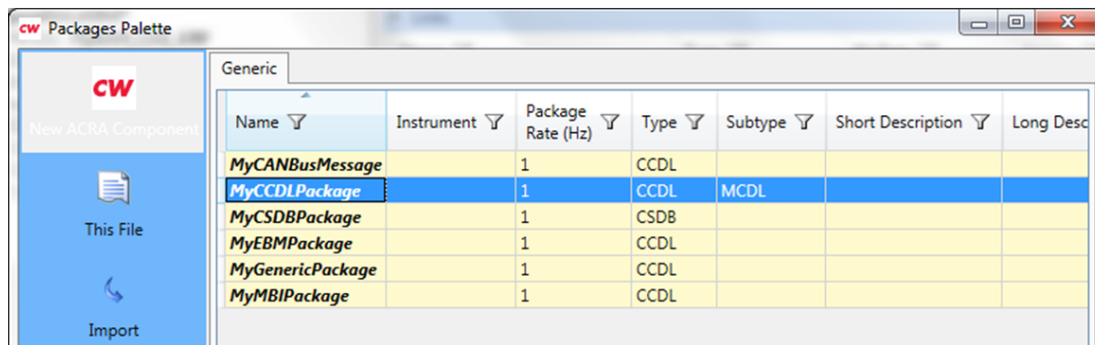 cw Packages Palette
cw
New ACRA Component
This File
Import
Generic
Name Instrument Package Rate (Hz) Type Subtype Short Description Long Desc
MyCANBusMessage 1 CCDL
MyCCDLPackage 1 CCDL MCDL
MyCSDBPackage 1 CSDB
MyEBMPackage 1 CCDL
MyGenericPackage 1 CCDL
MyMBIPackage 1 CCDL